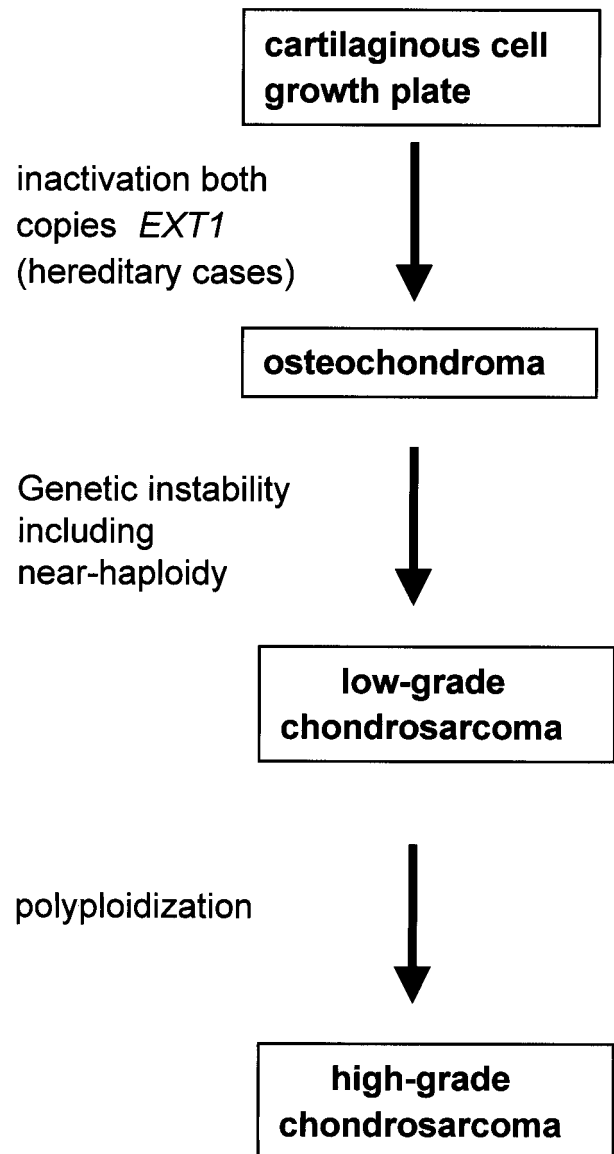 cartilaginous cell
growth plate
inactivation both
copies EXT1
(hereditary cases)
osteochondroma
Genetic instability
including
near-haploidy
low-grade
chondrosarcoma
polyploidization
high-grade
chondrosarcoma